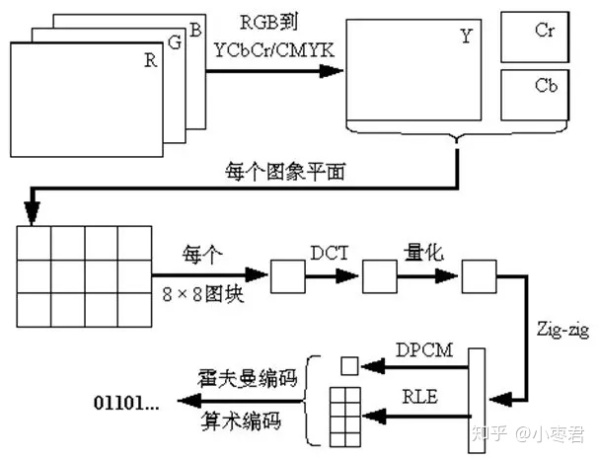 B
G
R
RGB到
YCbCr/CMYK
Y
Cr
Cb
每个图象平面
每个
8×8图块
DCT
量化
Zig-zig
DPCM
RLE
霍夫曼编码
算术编码
01101...
知乎 @小枣君